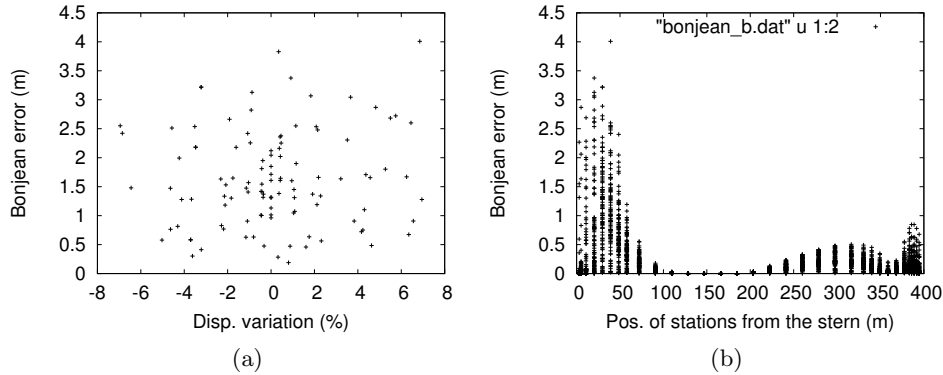 4.5
4
3.5
3
2.5
2
1.5
1
0.5
0
-8 -6 -4 -2 0 2 4 6 8
Bonjean error (m)
Disp. variation (%)
(a)
4.5
4
3.5
3
2.5
2
1.5
1
0.5
0
0 50 100 150 200 250 300 350 400
Bonjean error (m)
Pos. of stations from the stern (m)
"bonjean_b.dat" u 1:2
(b)